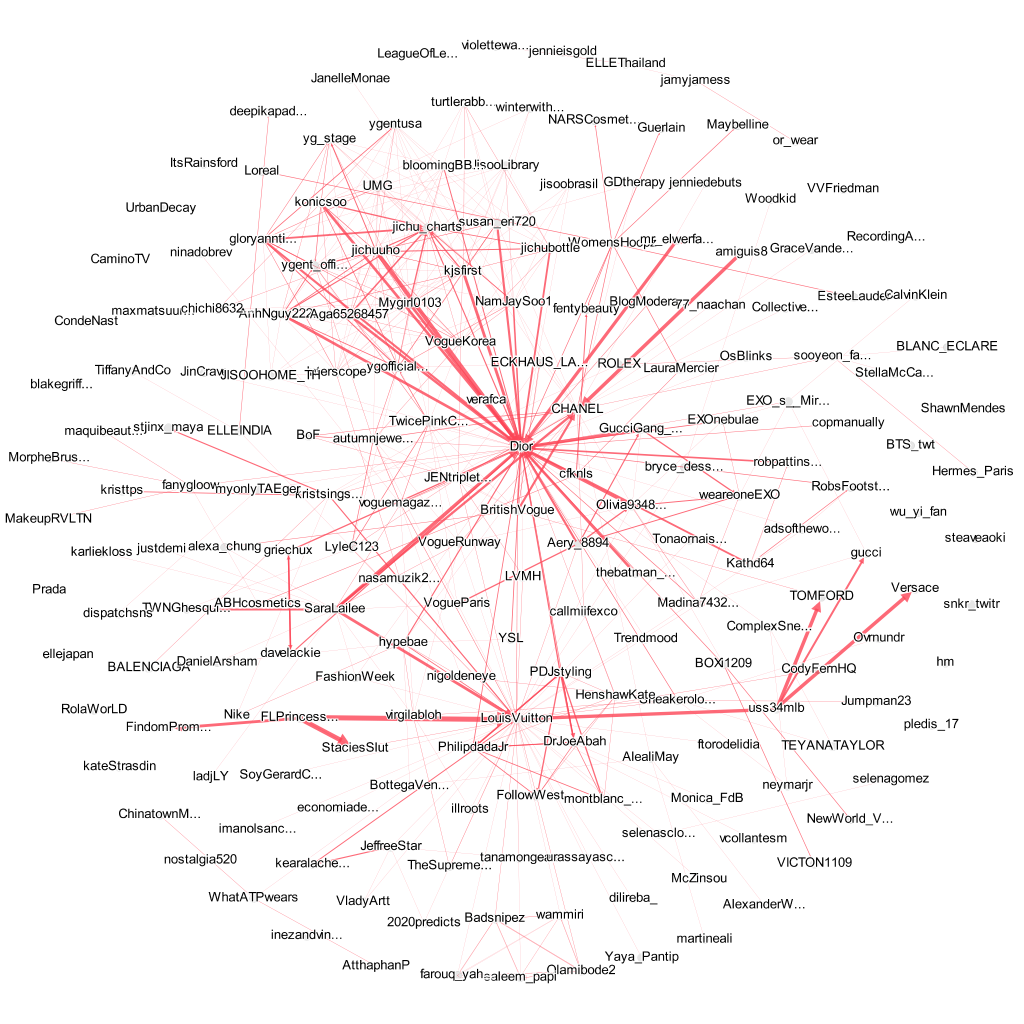 violettewa...
jennieisgold
LeagueOfLe...
ELLEThailand
JanelleMonae
jamyjamess
turtlerabb...
winterwith...
deepikapad...
NARSCosmet...
ygentusa
Guerlain
Maybelline
yg_stage
or_wear
ItsRainsford
Loreal
bloomingBB...
JisooLibrary
UMG
jisoobrasil
GDtherapy
jenniedebuts
VVFriedman
UrbanDecay
konicsoo
Woodkid
susan_eri720
jichu_charts
gloryannti...
RecordingA...
ninadobrev
jichuuho
jichubottle
amiguis8
GraceVande...
CaminoTV
ygent_offi...
kjsfirst
EsteeLaude...
CalvinKlein
maxmatsuu...
chichi8632
AnhNguy222
Aga65268457
Mygirl0103
NamJaySoo1
fentybeauty
BlogModera...
77_naachan
Collective...
CondeNast
VogueKorea
BLANC_ECLARE
TiffanyAndCo
JinCraw
JISOOHOME_TH
interscope
ygofficial...
ECKHAUS_LA...
ROLEX
LauraMercier
OsBlinks
sooyeon_fa...
StellaMcCa...
blakegriff...
verafca
CHANEL
EXO_s__Mir...
ShawnMendes
maquibeaut...
stjinx_maya
ELLEINDIA
BoF
autumnjewe...
TwicePinkC...
GucciGang_...
EXOnebulae
copmanually
Dior
BTS_twt
MorpheBrus...
robpattins...
Hermes_Paris
kristtps
fanygloow
myonlyTAEger
kristsings...
JENtriplet...
cfknls
bryce_dess...
RobsFootst...
voguemagaz...
weareoneEXO
Olivia9348...
MakeupRVLTN
BritishVogue
wu_yi_fan
adsofthewo...
Tonaomais...
steaveaoki
karliekloss
justdemi
alexa_chung
griechux
LyleC123
VogueRunway
Aery_8894
Kathd64
gucci
Prada
nasamuzik2...
LVMH
thebatman_...
Versace
TOMFORD
dispatchsns
TWNGhesqui...
ABHcosmetics
SaraLailee
VogueParis
callmiifexco
Madina7432...
snkr_twitr
ComplexSne...
YSL
Trendmood
Ovrnundr
ellejapan
BALENCIAGA
DanielArsham
davelackie
hypebae
BOXi1209
CodyFernHQ
hm
FashionWeek
nigoldeneye
PDJstyling
HenshawKate
Sneakerolo...
Jumpman23
RolaWorLD
FindomProm...
Nike
FLPrincess...
virgilabloh
LouisVuitton
uss34mlb
pledis_17
StaciesSlut
PhilipdadaJr
DrJoeAbah
ftorodelidia
TEYANATAYLOR
kateStrasdin
ladjLY
SoyGerardC...
AlealiMay
BottegaVen...
FollowWest
montblanc_...
Monica_FdB
neymarjr
selenagomez
ChinatownM...
economiade...
illroots
NewWorld_V...
imanolsanc...
selenasclo...
vcollantesm
nostalgia520
kearalache...
JeffreeStar
TheSupreme...
tanamongeau
rassayasc...
VICTON1109
McZinsou
WhatATPwears
VladyArtt
dilireba_
AlexanderW...
2020predicts
Badsnipez
wammiri
inezandvin...
martineali
AtthaphanP
Yaya_Pantip
farouq_yah...
saleem_papi
Olamibode2